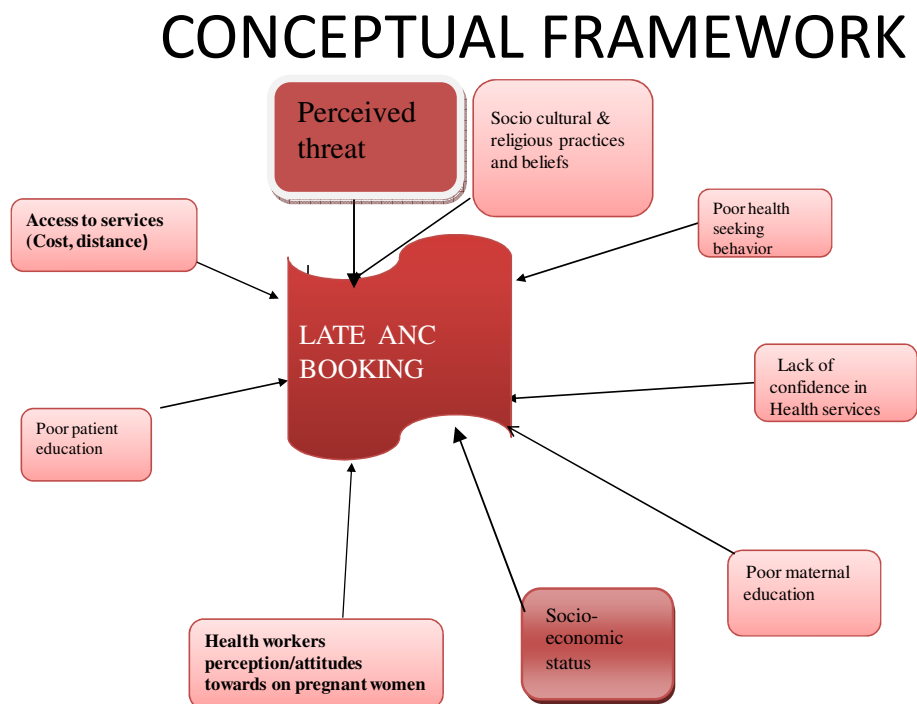 CONCEPTUAL FRAMEWORK
Perceived
threat
Socio cultural &
religious practices
and beliefs
Access to services
(Cost, distance)
Poor health
seeking
behavior
LATE ANC
BOOKING
Lack of
confidence in
Health services
Poor patient
education
Poor maternal
education
Socio-
economic
status
Health workers
perception/attitudes
towards on pregnant women